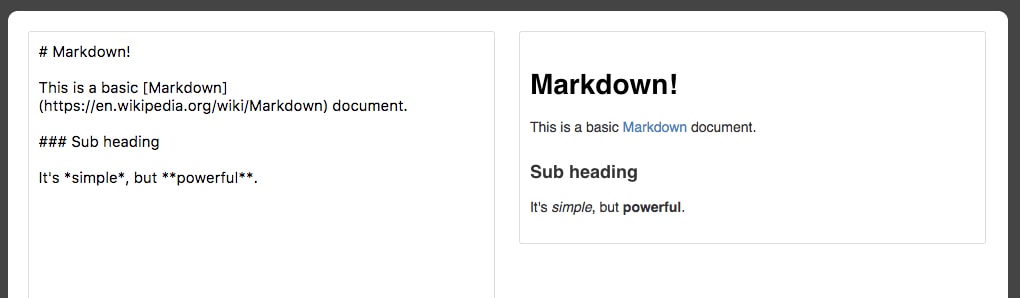 # Markdown!
This is a basic [Markdown]
(https://en.wikipedia.org/wiki/Markdown) document.
### Sub heading
It's *simple*, but **powerful**.
Markdown!
This is a basic Markdown document.
Sub heading
It's simple, but powerful.